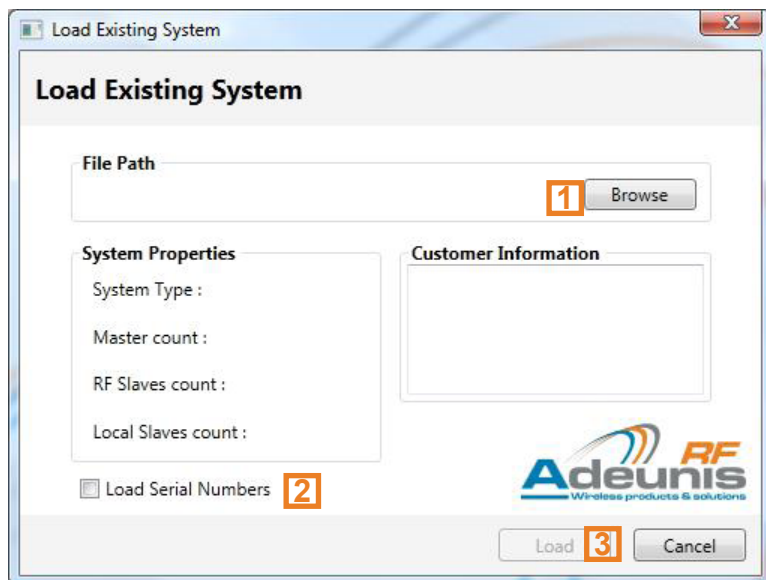 Load Existing System
Load Existing System
File Path
1 Browse
System Properties
System Type :
Master count :
RF Slaves count :
Local Slaves count :
Customer Information
Load Serial Numbers 2
Adeunis RF
Wireless products & solutions
Load 3 Cancel